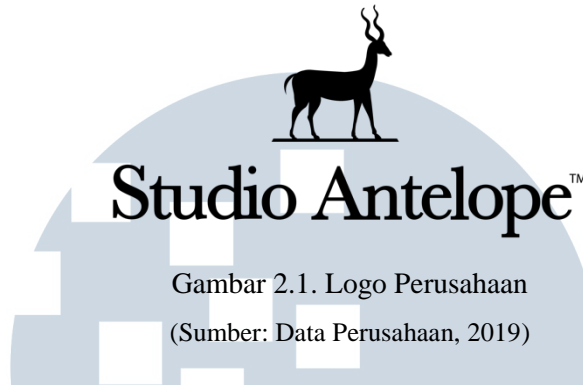 Studio Antelope™
Gambar 2.1. Logo Perusahaan
(Sumber: Data Perusahaan, 2019)